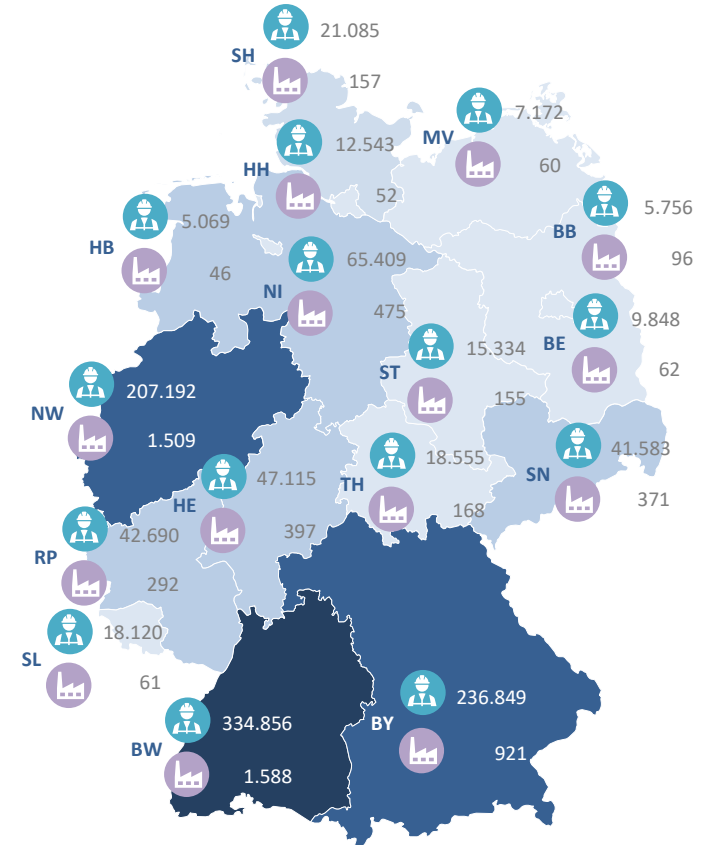 21.085
SH
157
12.543
HH
52
7.172
MV
60
5.756
BB
96
5.069
HB
46
65.409
NI
475
9.848
BE
62
15.334
ST
155
207.192
NW
1.509
41.583
SN
371
18.555
TH
168
47.115
HE
397
42.690
RP
292
18.120
SL
61
334.856
BW
1.588
236.849
BY
921